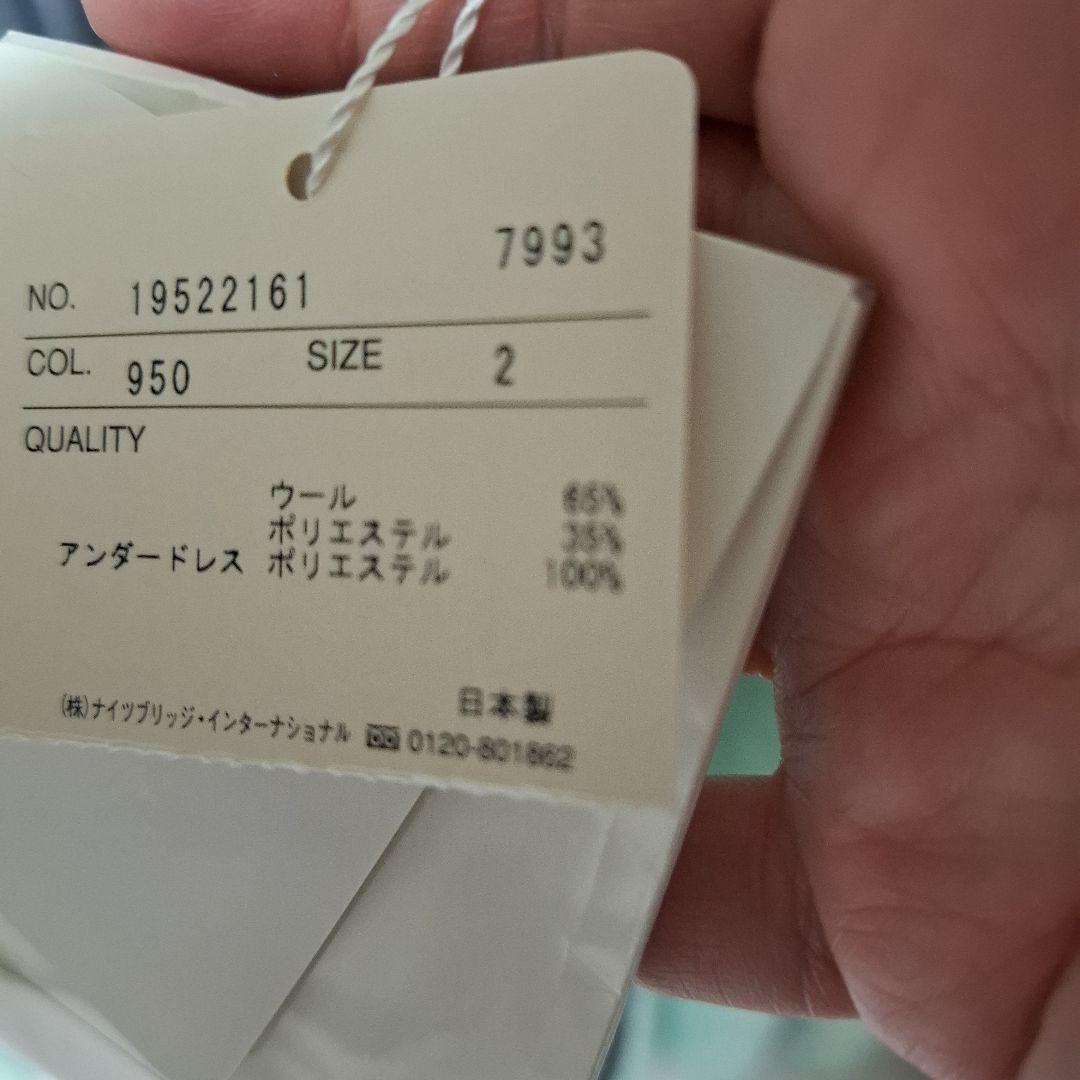 7993
NO. 19522161
COL. 950 SIZE 2
QUALITY
ウール 65%
ポリエステル 35%
アンダードレス ポリエステル 100%
日本製
(株)ナイツブリッジ・インターナショナル 0120-801862